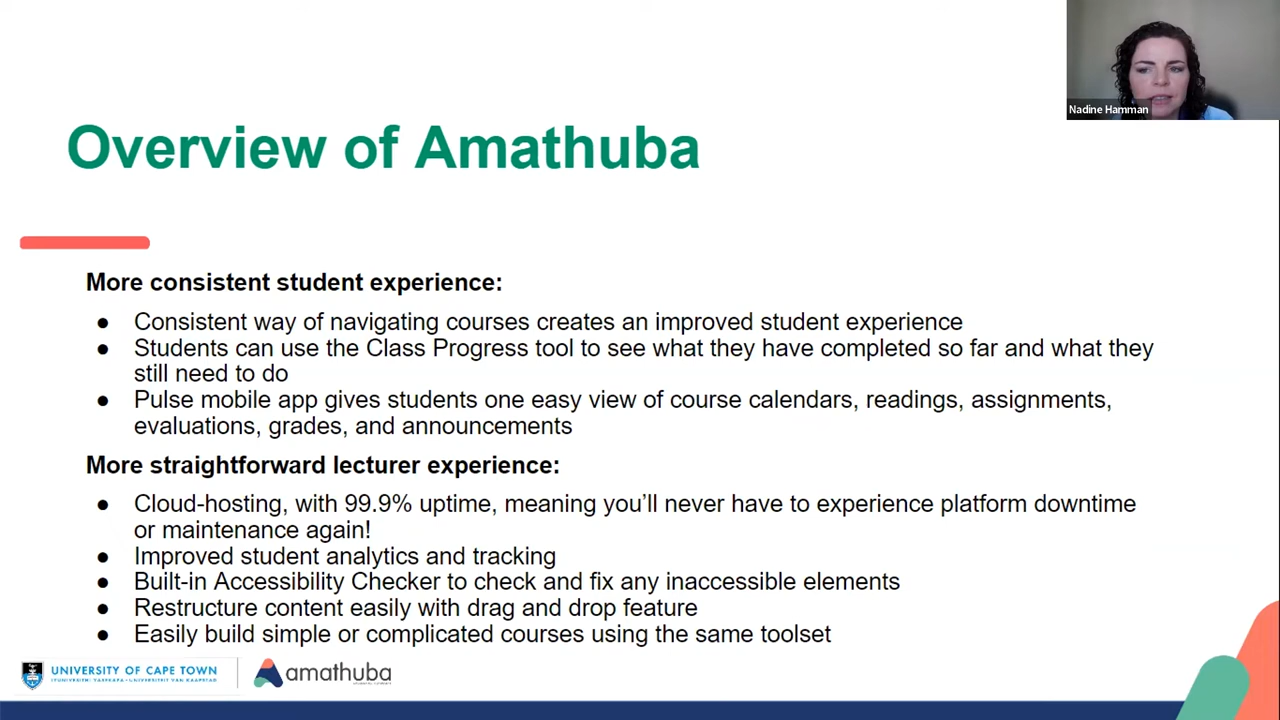 Nadine Hamman
Overview of Amathuba
More consistent student experience:
● Consistent way of navigating courses creates an improved student experience
● Students can use the Class Progress tool to see what they have completed so far and what they
still need to do
● Pulse mobile app gives students one easy view of course calendars, readings, assignments,
evaluations, grades, and announcements
More straightforward lecturer experience:
● Cloud-hosting, with 99.9% uptime, meaning you’ll never have to experience platform downtime
or maintenance again!
● Improved student analytics and tracking
● Built-in Accessibility Checker to check and fix any inaccessible elements
● Restructure content easily with drag and drop feature
● Easily build simple or complicated courses using the same toolset
UNIVERSITY OF CAPE TOWN
amathuba